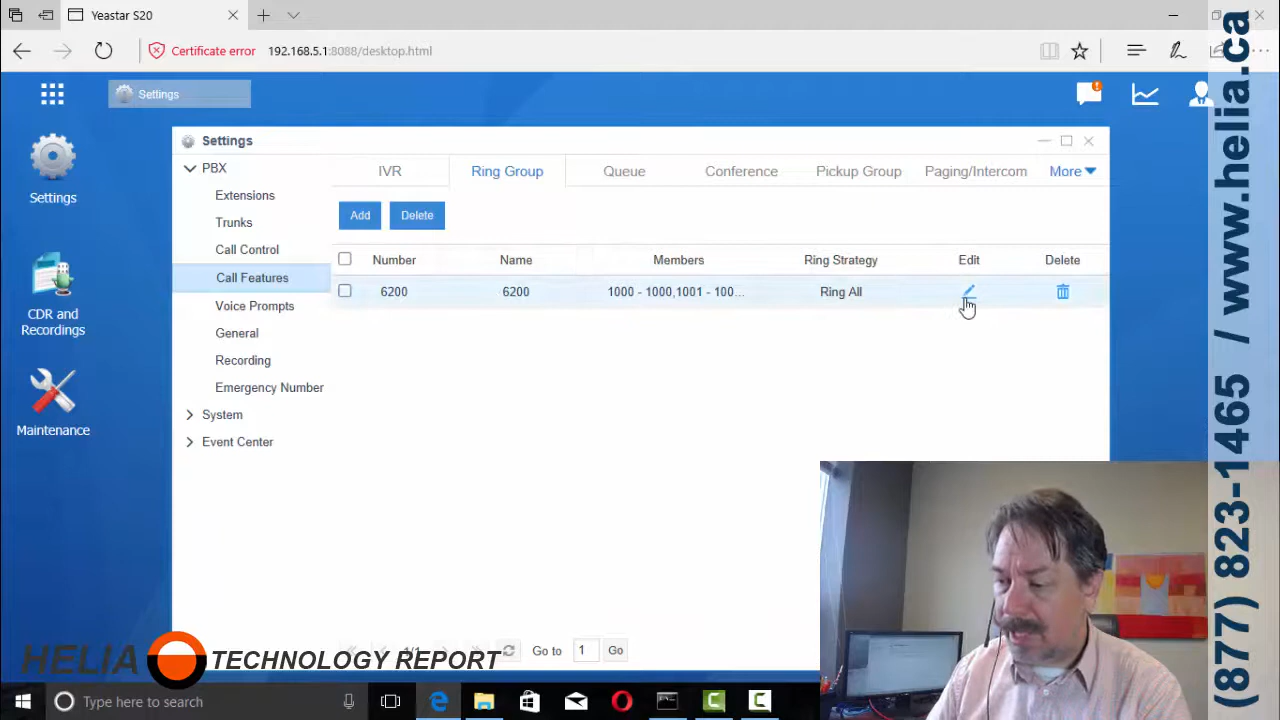 Yeastar S20
Certificate error 192.168.5.1:8088/desktop.html
Settings
Settings
CDR and
Recordings
Maintenance
Settings
PBX
Extensions
Trunks
Call Control
Call Features
Voice Prompts
General
Recording
Emergency Number
System
Event Center
IVR Ring Group Queue Conference Pickup Group Paging/Intercom More
Add Delete
Number Name Members Ring Strategy Edit Delete
6200 6200 1000 - 1000,1001 - 100... Ring All
1/1 Go to 1 Go
HELIA TECHNOLOGY REPORT
Type here to search
(877) 823-1465 / www.helia.ca